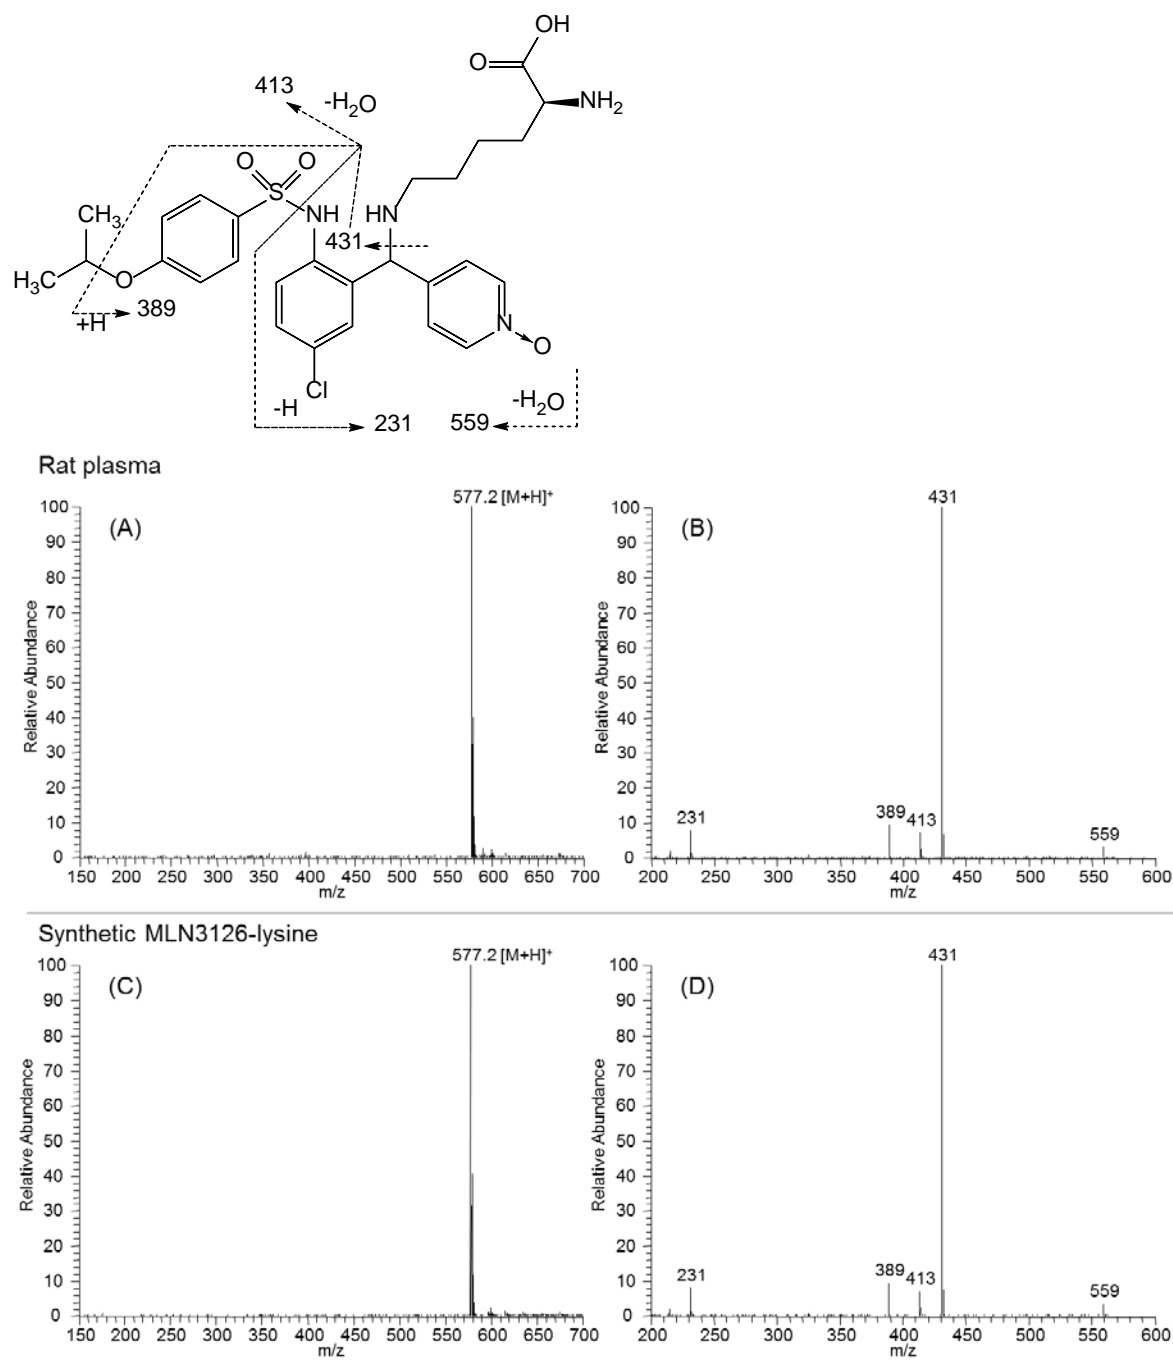 OH
O
NH2
413
-H2O
O
O
S
CH3
NH
HN
431
H3C
O
389
+H
N
O
Cl
-H
231
559
-H2O
Rat plasma
577.2 [M+H]+
431
100
90
80
70
60
50
40
30
20
10
0
Relative Abundance
(A)
150 200 250 300 350 400 450 500 550 600 650 700
m/z
100
90
80
70
60
50
40
30
20
10
0
Relative Abundance
(B)
231
389
413
559
200 250 300 350 400 450 500 550 600
m/z
Synthetic MLN3126-lysine
577.2 [M+H]+
431
100
90
80
70
60
50
40
30
20
10
0
Relative Abundance
(C)
150 200 250 300 350 400 450 500 550 600 650 700
m/z
100
90
80
70
60
50
40
30
20
10
0
Relative Abundance
(D)
231
389
413
559
200 250 300 350 400 450 500 550 600
m/z